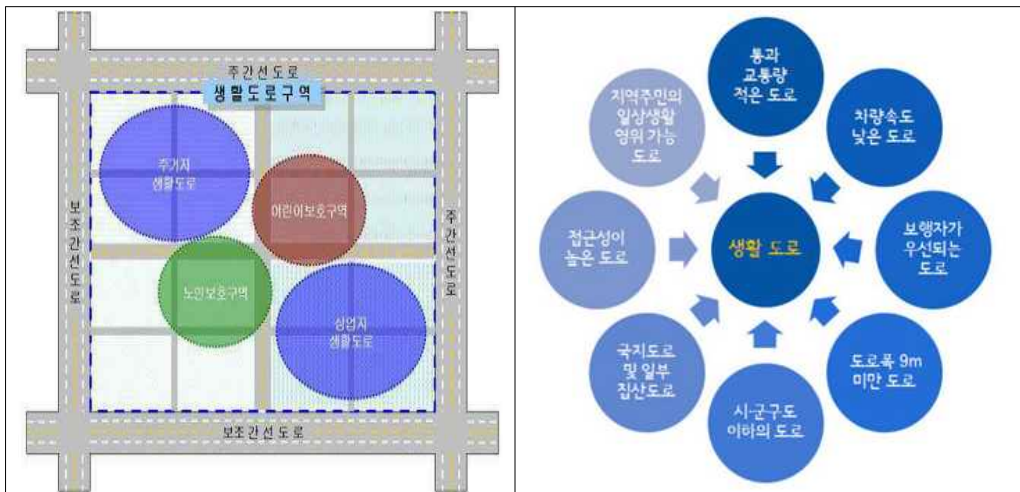 주간선도로
생활도로구역
주거지
생활도로
어린이보호구역
노인보호구역
상업지
생활도로
보조간선도로
주간선도로
보조간선도로
통과
교통량
적은 도로
차량속도
낮은 도로
보행자가
우선되는
도로
도로폭 9m
미만 도로
시·군구도
이하의 도로
국지도로
및 일부
집산도로
접근성이
높은 도로
지역주민의
일상생활
영위 가능
도로
생활 도로